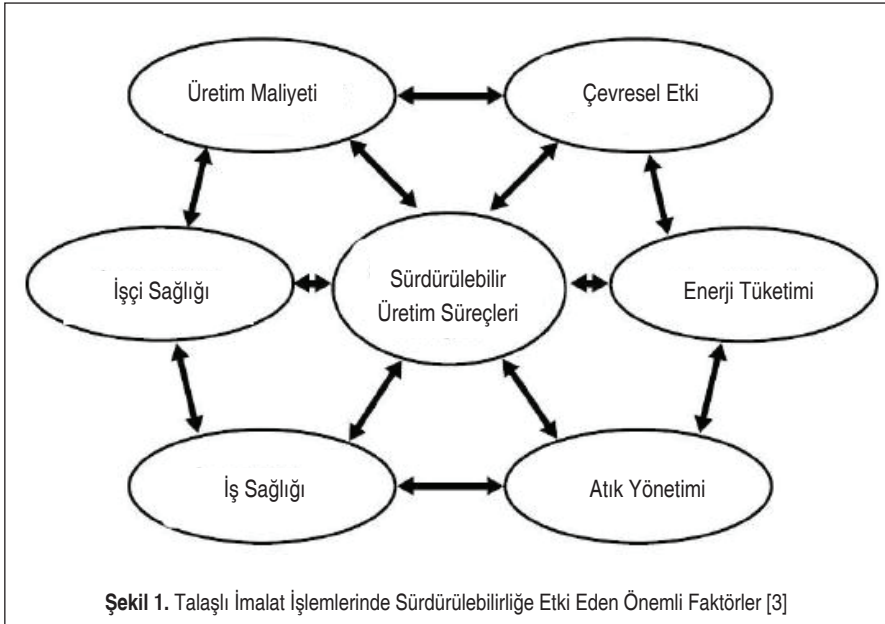 Üretim Maliyeti
Çevresel Etki
İşçi Sağlığı
Sürdürülebilir
Üretim Süreçleri
Enerji Tüketimi
İş Sağlığı
Atık Yönetimi
Şekil 1. Talaşlı İmalat İşlemlerinde Sürdürülebilirliğe Etki Eden Önemli Faktörler [3]